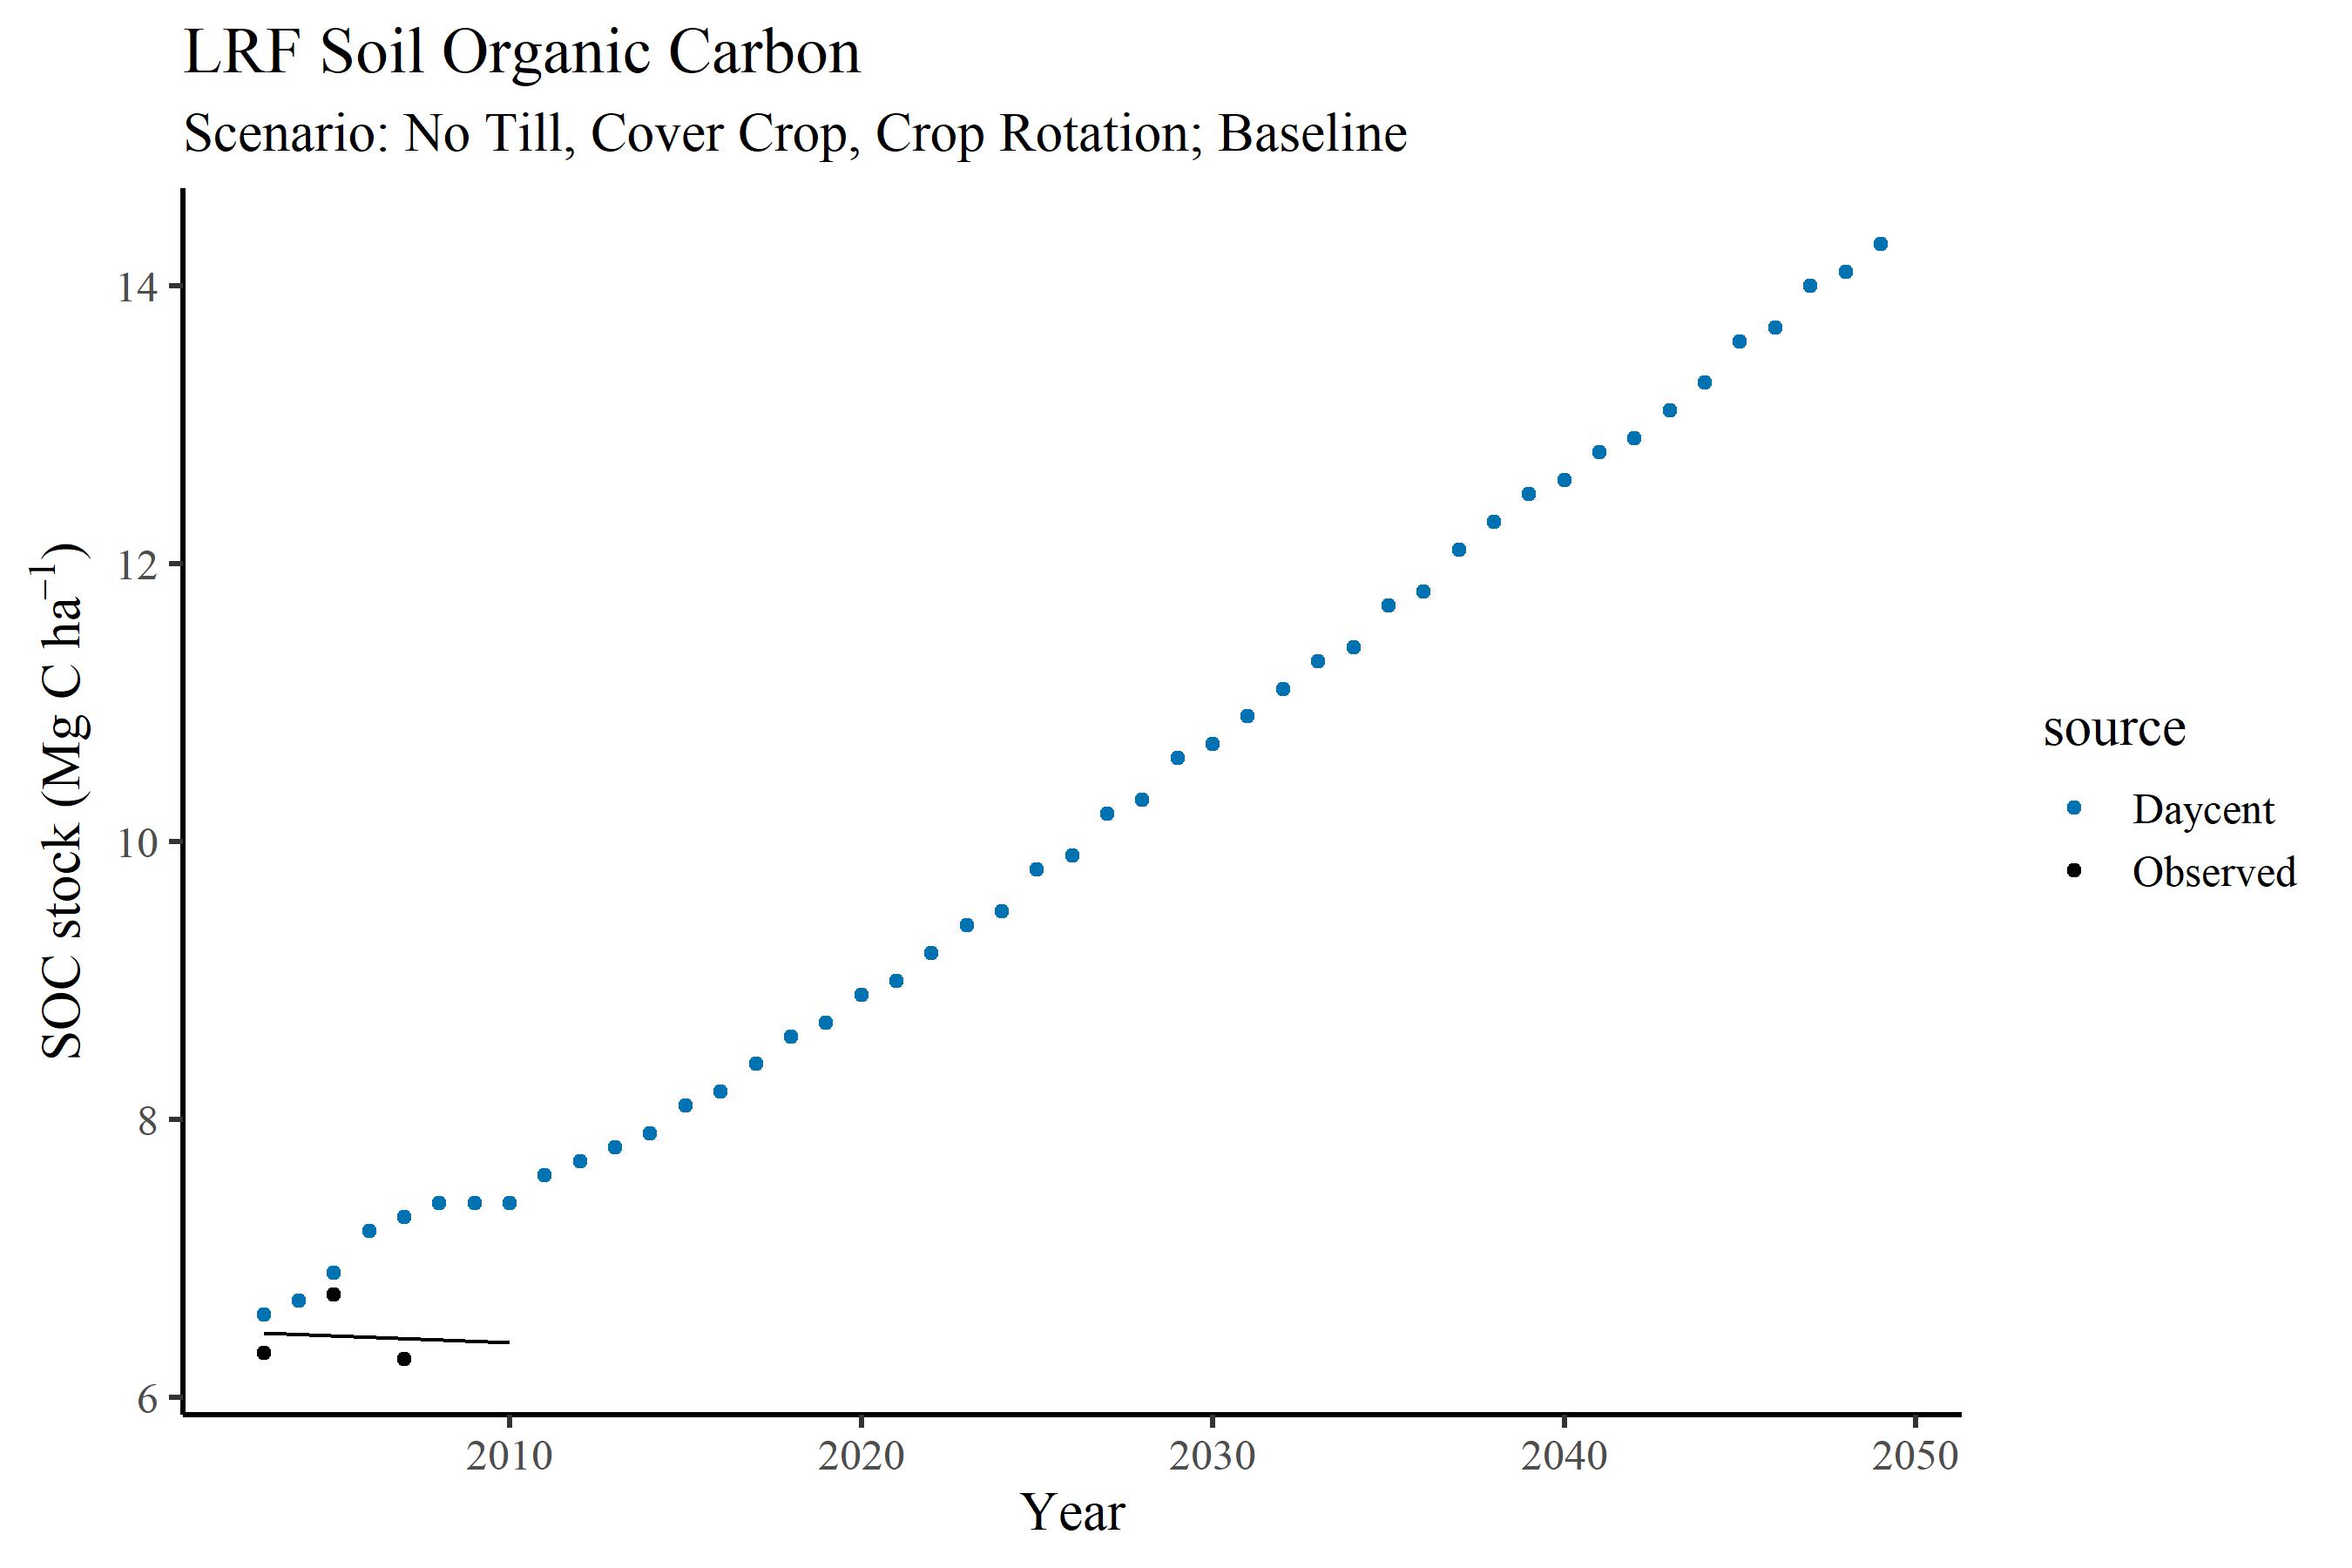 LRF Soil Organic Carbon
Scenario: No Till, Cover Crop, Crop Rotation; Baseline
SOC stock (Mg C ha⁻¹)
14
12
10
8
6
2010
2020
2030
2040
2050
Year
source
Daycent
Observed